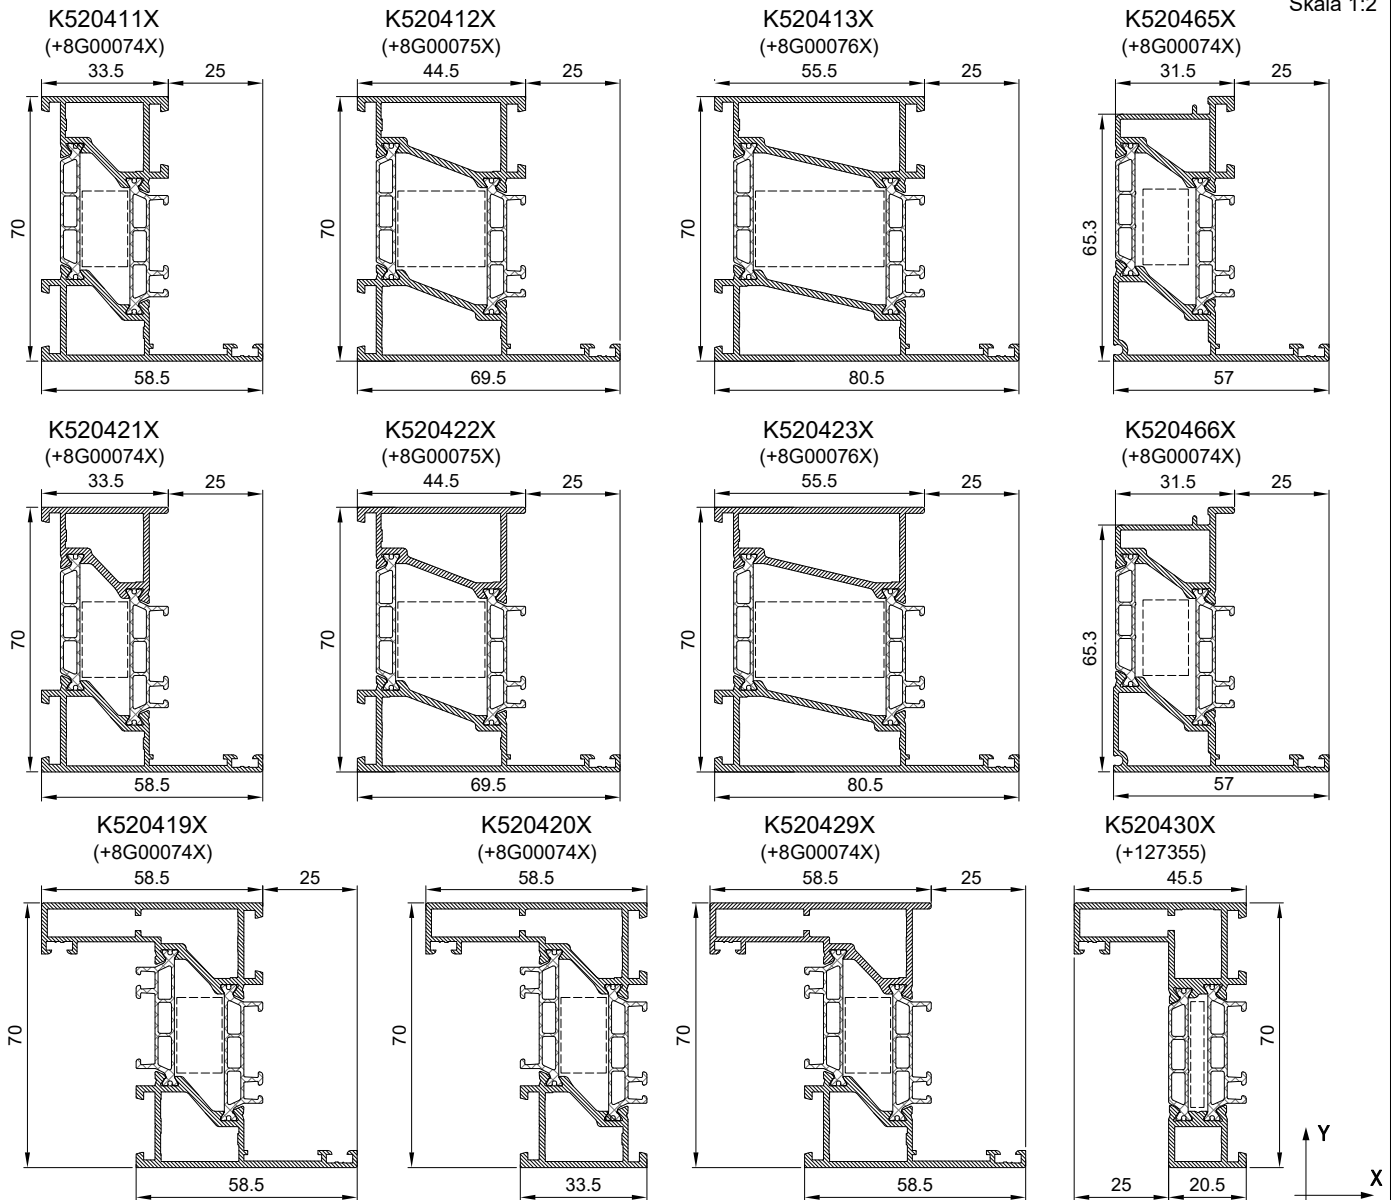 Skala 1:2
K520411X K520412X K520413X K520465X
(+8G00074X) (+8G00075X) (+8G00076X) (+8G00074X)
33.5 25 44.5 25 55.5 25 31.5 25
70 70 70 65.3
58.5 69.5 80.5 57
K520421X K520422X K520423X K520466X
(+8G00074X) (+8G00075X) (+8G00076X) (+8G00074X)
33.5 25 44.5 25 55.5 25 31.5 25
70 70 70 65.3
58.5 69.5 80.5 57
K520419X K520420X K520429X K520430X
(+8G00074X) (+8G00074X) (+8G00074X) (+127355)
58.5 25 58.5 58.5 25 45.5
70 70 70 70
Y
X
58.5 33.5 58.5 25 20.5